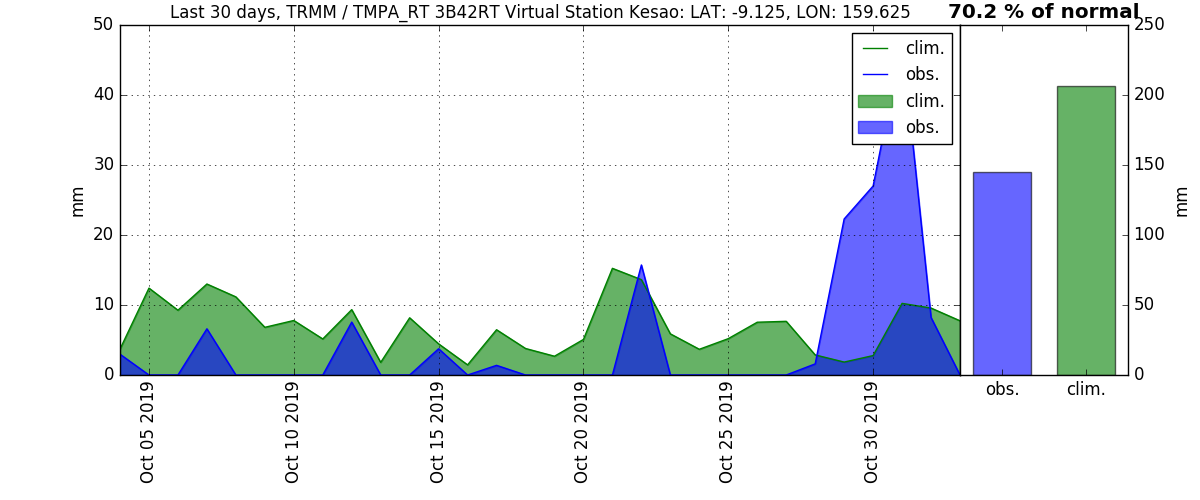 Last 30 days, TRMM / TMPA_RT 3B42RT Virtual Station Kesao: LAT: -9.125, LON: 159.625
70.2 % of normal
50
40
30
20
10
0
mm
clim.
obs.
clim.
obs.
250
200
150
100
50
0
mm
Oct 05 2019
Oct 10 2019
Oct 15 2019
Oct 20 2019
Oct 25 2019
Oct 30 2019
obs.
clim.